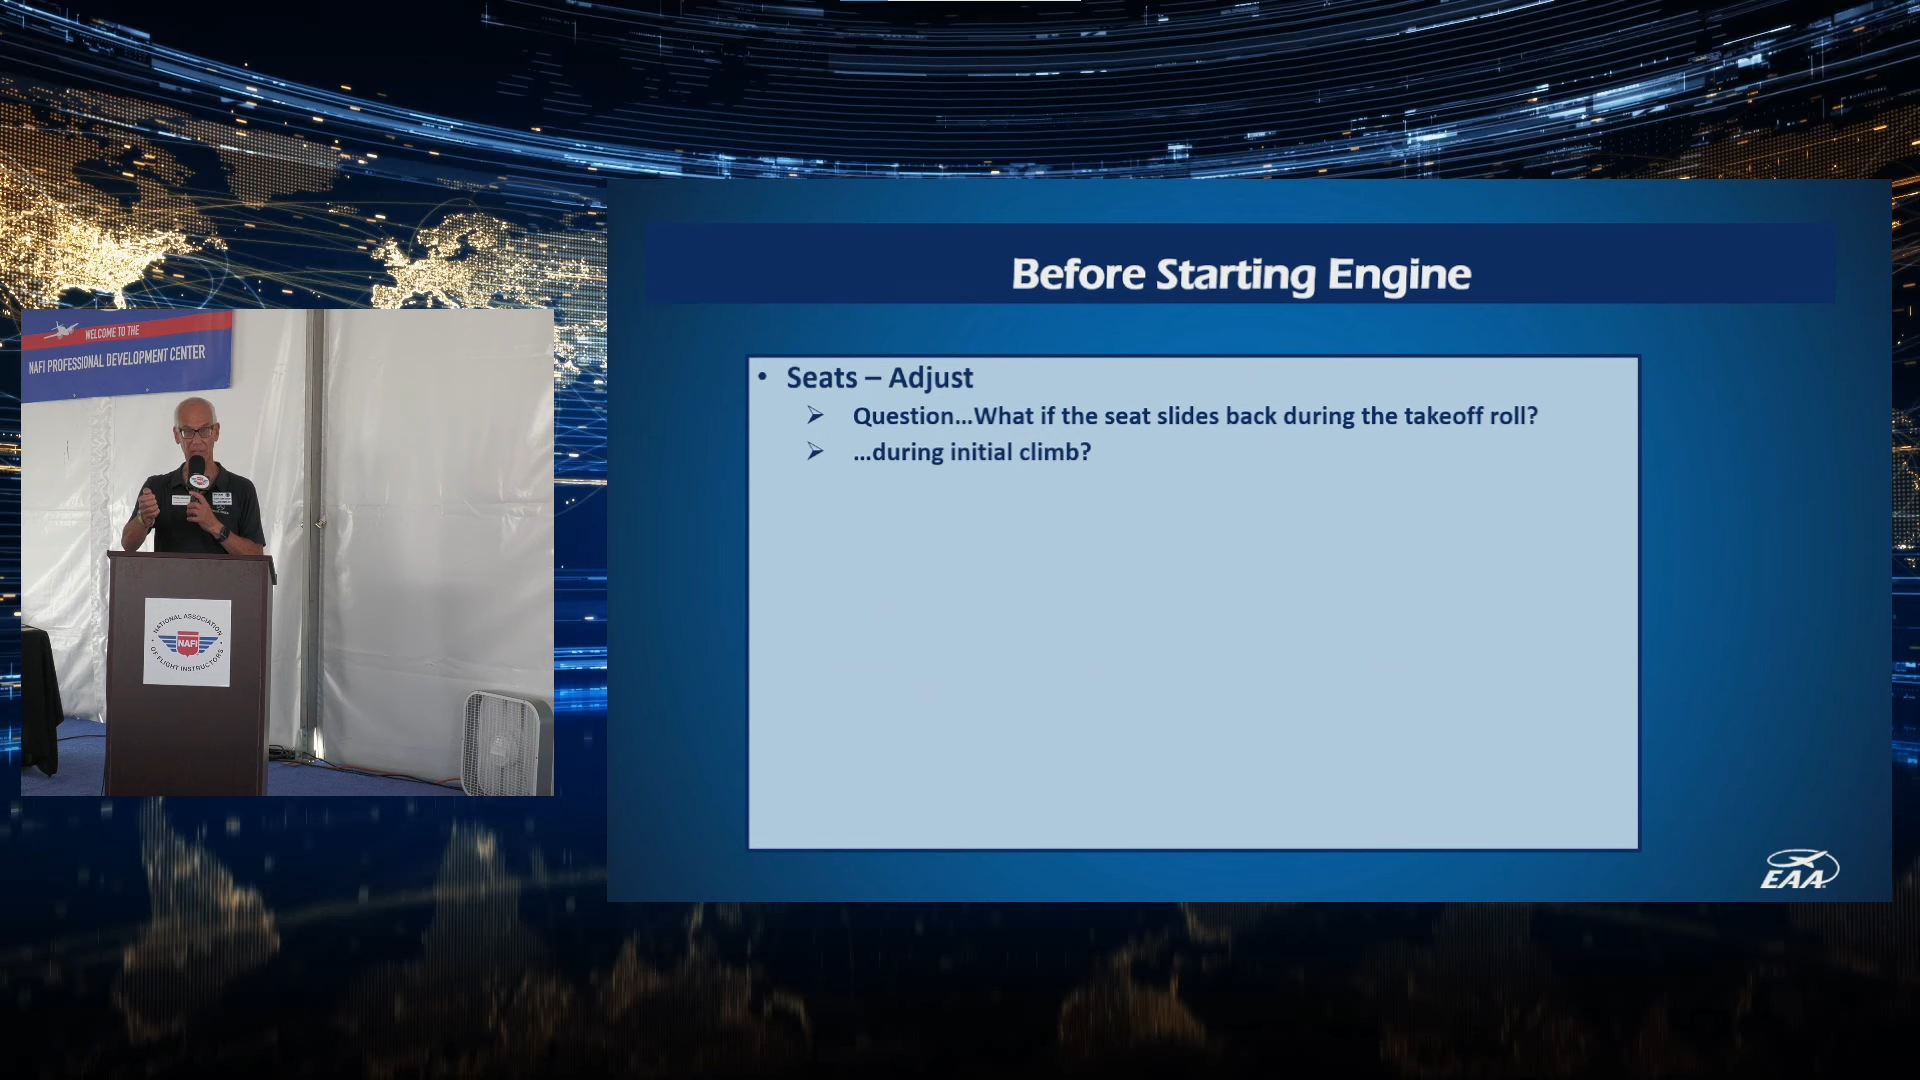 WELCOME TO THE
NAFI PROFESSIONAL DEVELOPMENT CENTER
NATIONAL ASSOCIATION
NAFI
OF FLIGHT INSTRUCTORS
Before Starting Engine
• Seats – Adjust
➢ Question...What if the seat slides back during the takeoff roll?
➢ ...during initial climb?
EAA